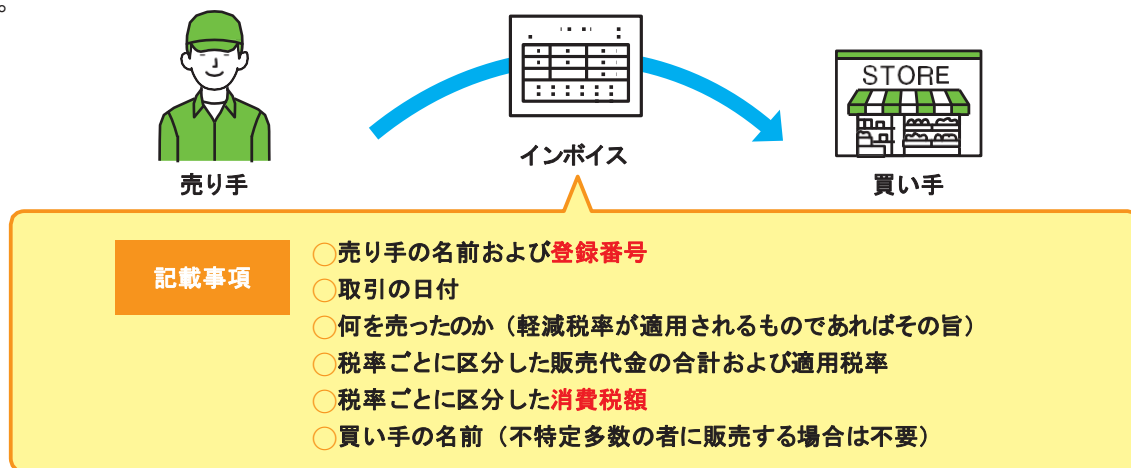 。
STORE
インボイス
売り手
買い手
記載事項
○売り手の名前および登録番号
○取引の日付
○何を売ったのか（軽減税率が適用されるものであればその旨）
○税率ごとに区分した販売代金の合計および適用税率
○税率ごとに区分した消費税額
○買い手の名前（不特定多数の者に販売する場合は不要）